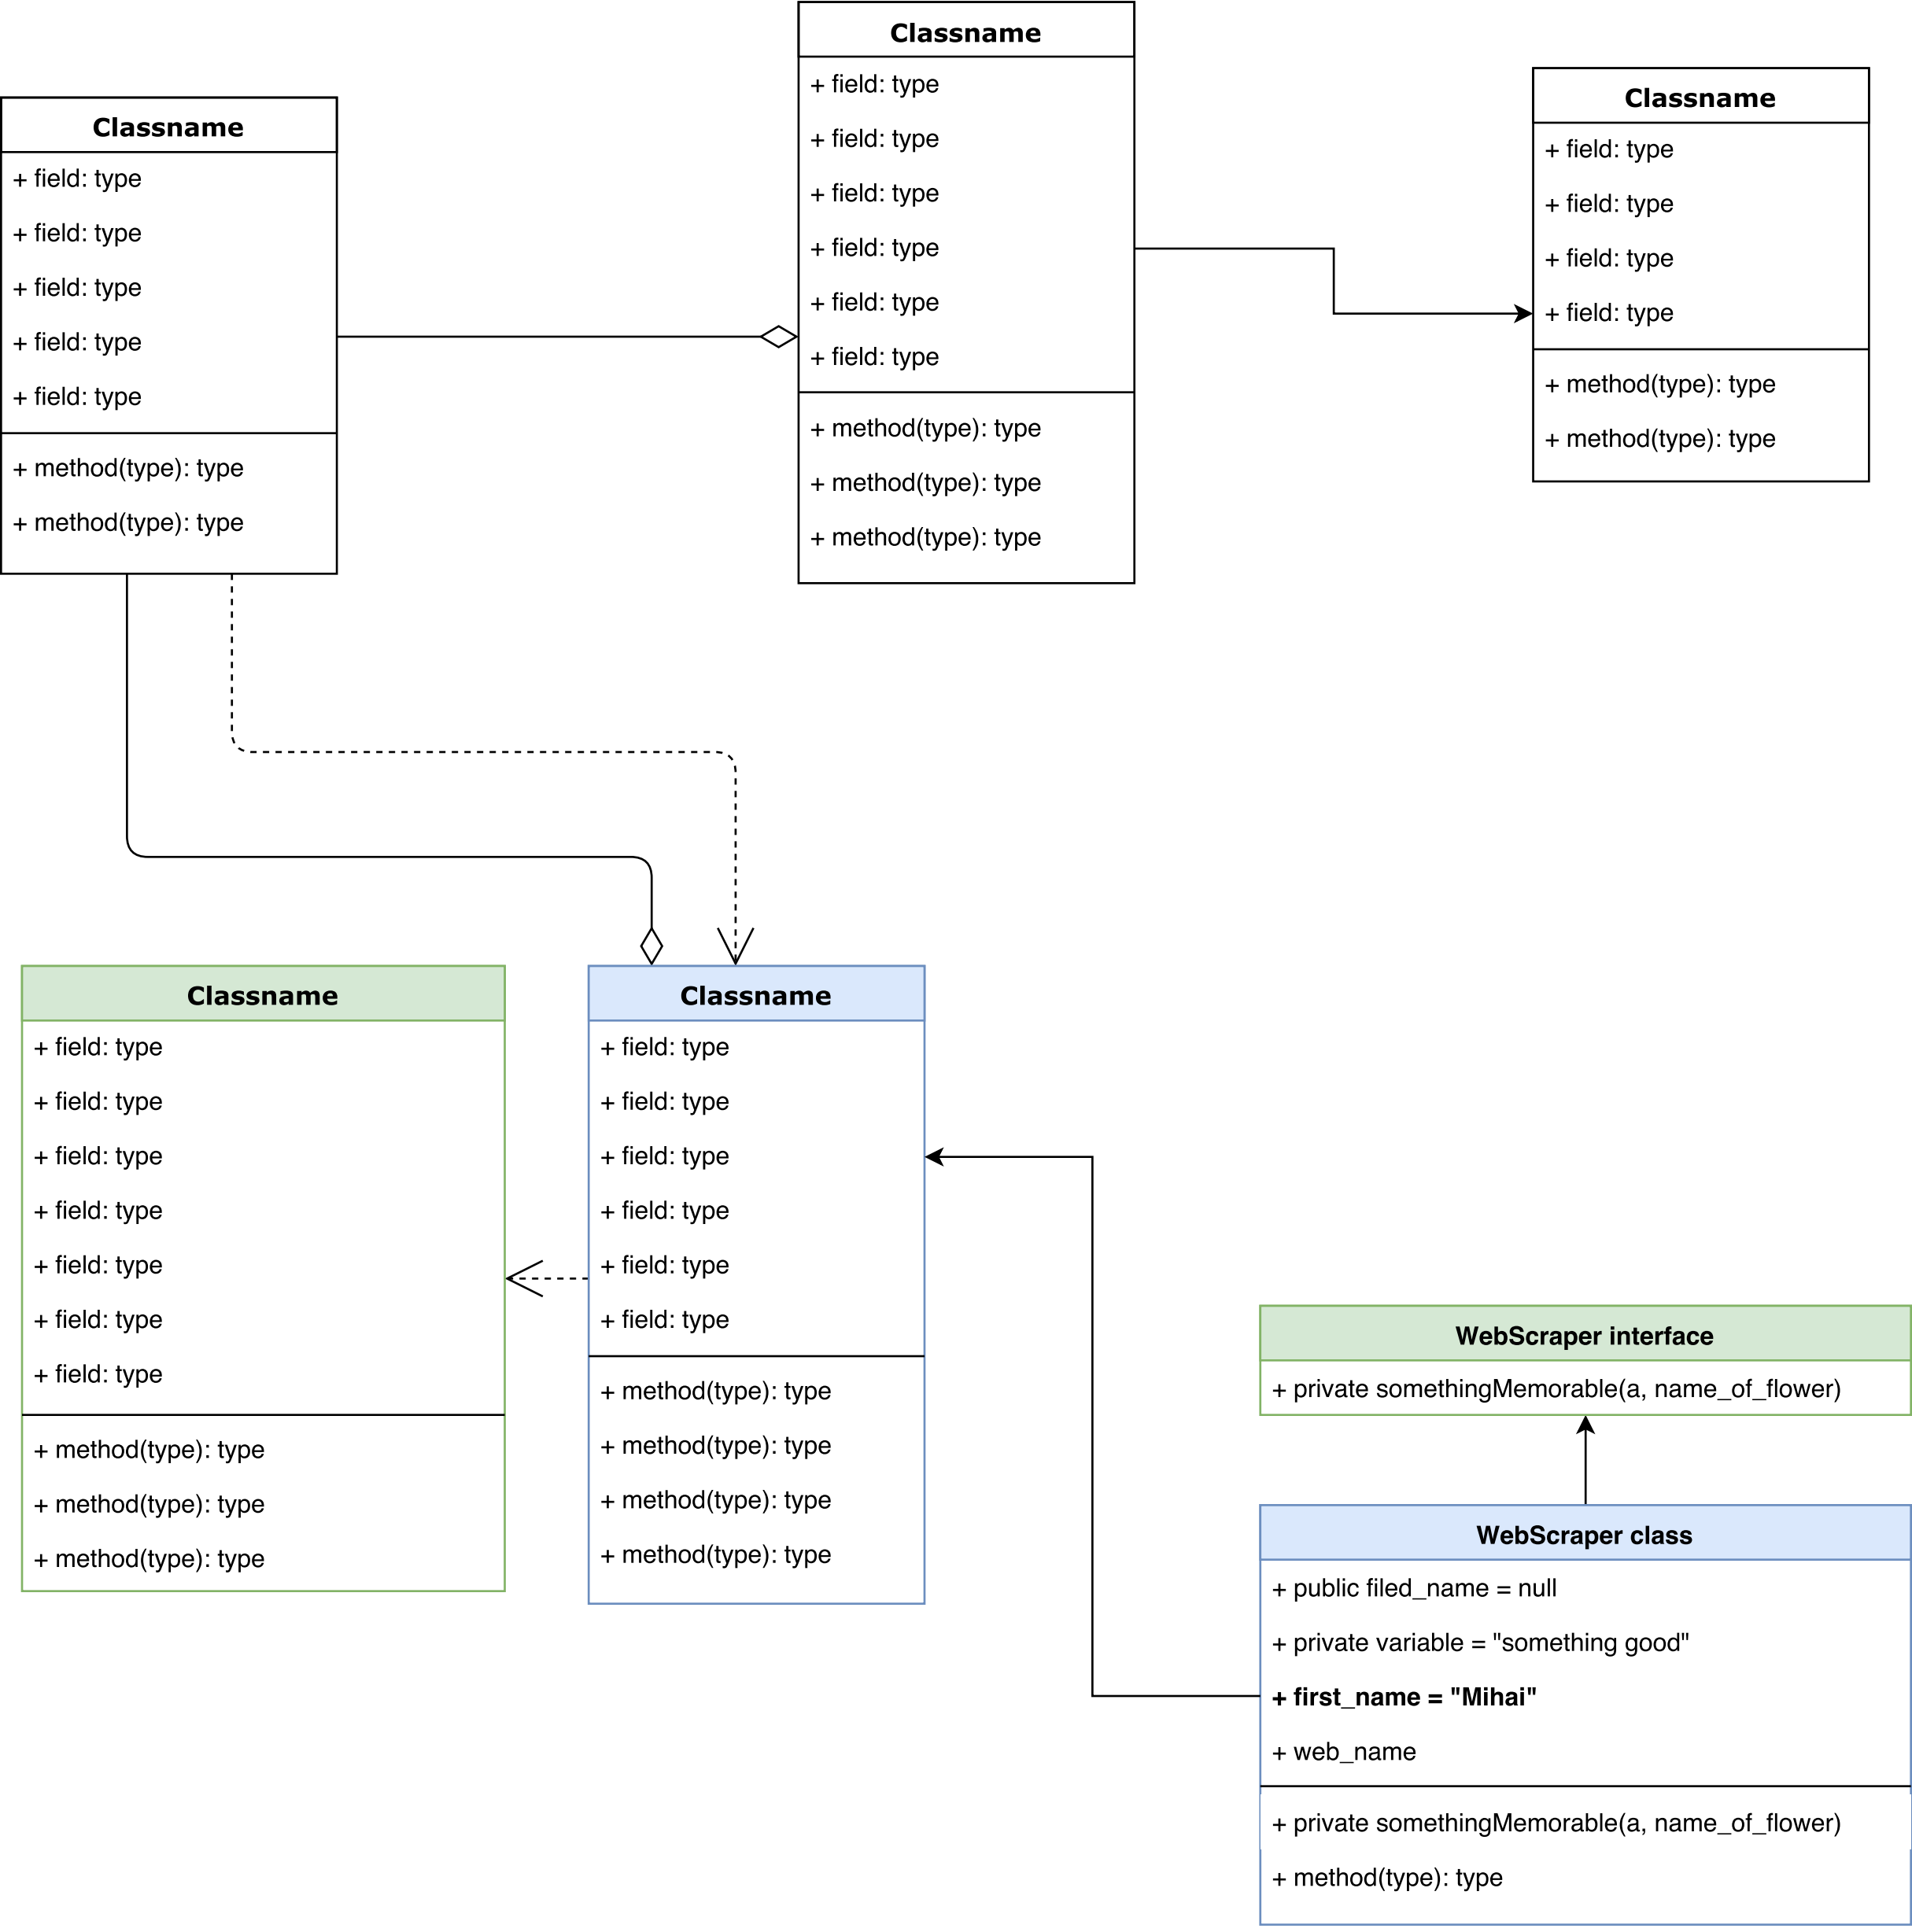 Classname
+ field: type
+ field: type
+ field: type
+ field: type
+ field: type
+ method(type): type
+ method(type): type
Classname
+ field: type
+ field: type
+ field: type
+ field: type
+ field: type
+ field: type
+ method(type): type
+ method(type): type
+ method(type): type
Classname
+ field: type
+ field: type
+ field: type
+ field: type
+ method(type): type
+ method(type): type
Classname
+ field: type
+ field: type
+ field: type
+ field: type
+ field: type
+ field: type
+ field: type
+ method(type): type
+ method(type): type
+ method(type): type
Classname
+ field: type
+ field: type
+ field: type
+ field: type
+ field: type
+ field: type
+ method(type): type
+ method(type): type
+ method(type): type
+ method(type): type
WebScraper interface
+ private somethingMemorable(a, name_of_flower)
WebScraper class
+ public filed_name = null
+ private variable = "something good"
+ first_name = "Mihai"
+ web_name
+ private somethingMemorable(a, name_of_flower)
+ method(type): type